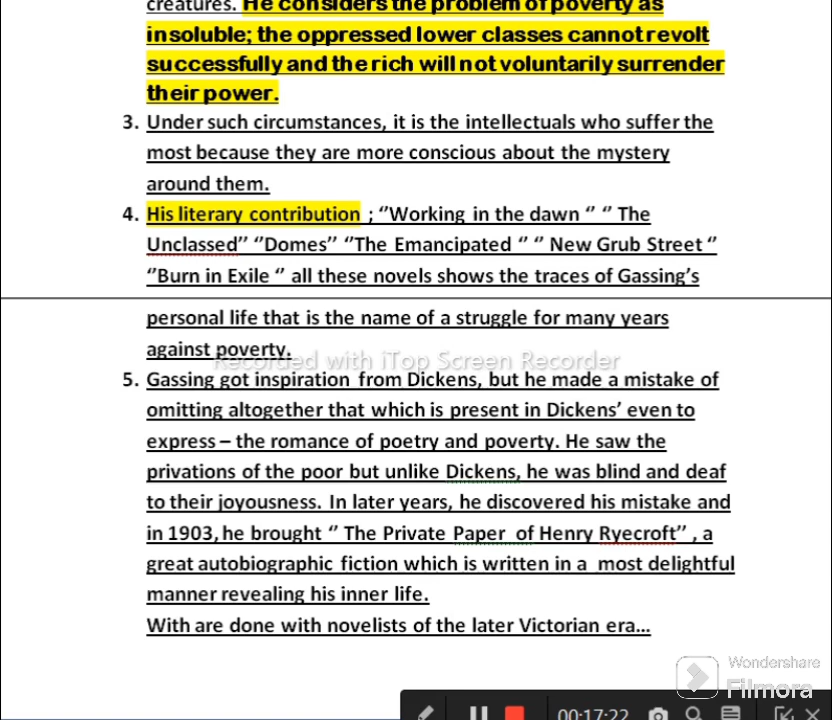 creatures. He considers the problem of poverty as
insoluble; the oppressed lower classes cannot revolt
successfully and the rich will not voluntarily surrender
their power.
3. Under such circumstances, it is the intellectuals who suffer the
most because they are more conscious about the mystery
around them.
4. His literary contribution ; ‘’Working in the dawn ‘’ ‘’ The
Unclassed’’ ‘’Domes’’ ‘’The Emancipated ‘’ ‘’ New Grub Street ‘’
‘’Burn in Exile ‘’ all these novels shows the traces of Gassing’s
personal life that is the name of a struggle for many years
against poverty.
Recorded with iTop Screen Recorder
5. Gassing got inspiration from Dickens, but he made a mistake of
omitting altogether that which is present in Dickens’ even to
express – the romance of poetry and poverty. He saw the
privations of the poor but unlike Dickens, he was blind and deaf
to their joyousness. In later years, he discovered his mistake and
in 1903, he brought ‘’ The Private Paper of Henry Ryecroft’’ , a
great autobiographic fiction which is written in a most delightful
manner revealing his inner life.
With are done with novelists of the later Victorian era...
Wondershare
Filmora
00:17:22